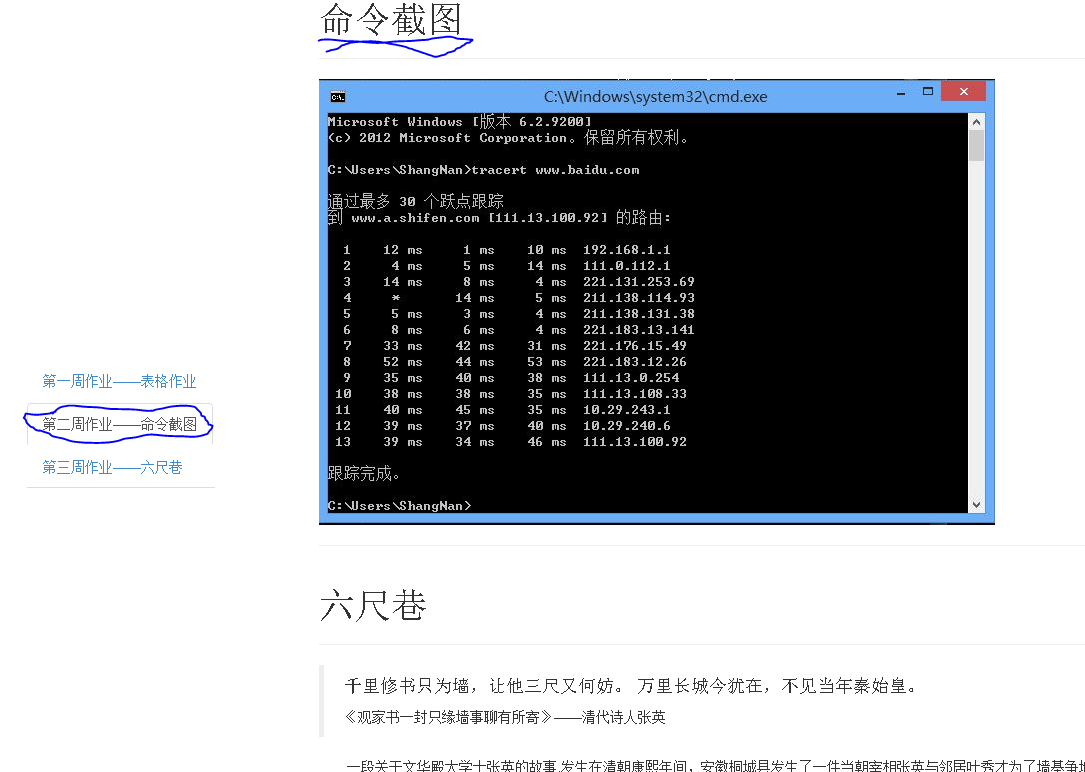 命令截图
C:\Windows\system32\cmd.exe
Microsoft Windows [版本 6.2.9200]
(c) 2012 Microsoft Corporation。保留所有权利。
C:\Users\ShangNan>tracert www.baidu.com
通过最多 30 个跃点跟踪
到 www.a.shifen.com [111.13.100.92] 的路由:
1 12 ms 1 ms 10 ms 192.168.1.1
2 4 ms 5 ms 14 ms 111.0.112.1
3 14 ms 8 ms 4 ms 221.131.253.69
4 * 14 ms 5 ms 211.138.114.93
5 5 ms 3 ms 4 ms 211.138.131.38
6 8 ms 6 ms 4 ms 221.183.13.141
7 33 ms 42 ms 31 ms 221.176.15.49
8 52 ms 44 ms 53 ms 221.183.12.26
9 35 ms 40 ms 38 ms 111.13.0.254
10 38 ms 38 ms 35 ms 111.13.108.33
11 40 ms 45 ms 35 ms 10.29.243.1
12 39 ms 37 ms 40 ms 10.29.240.6
13 39 ms 34 ms 46 ms 111.13.100.92
跟踪完成。
C:\Users\ShangNan>
第一周作业——表格作业
第二周作业——命令截图
第三周作业——六尺巷
六尺巷
千里修书只为墙，让他三尺又何妨。 万里长城今犹在，不见当年秦始皇。
《观家书一封只缘墙事聊有所寄》——清代诗人张英
一段关于文华殿大学士张英的故事,发生在清朝康熙年间，安徽桐城县发生了一件当朝宰相张英与邻居叶秀才为了墙基争地